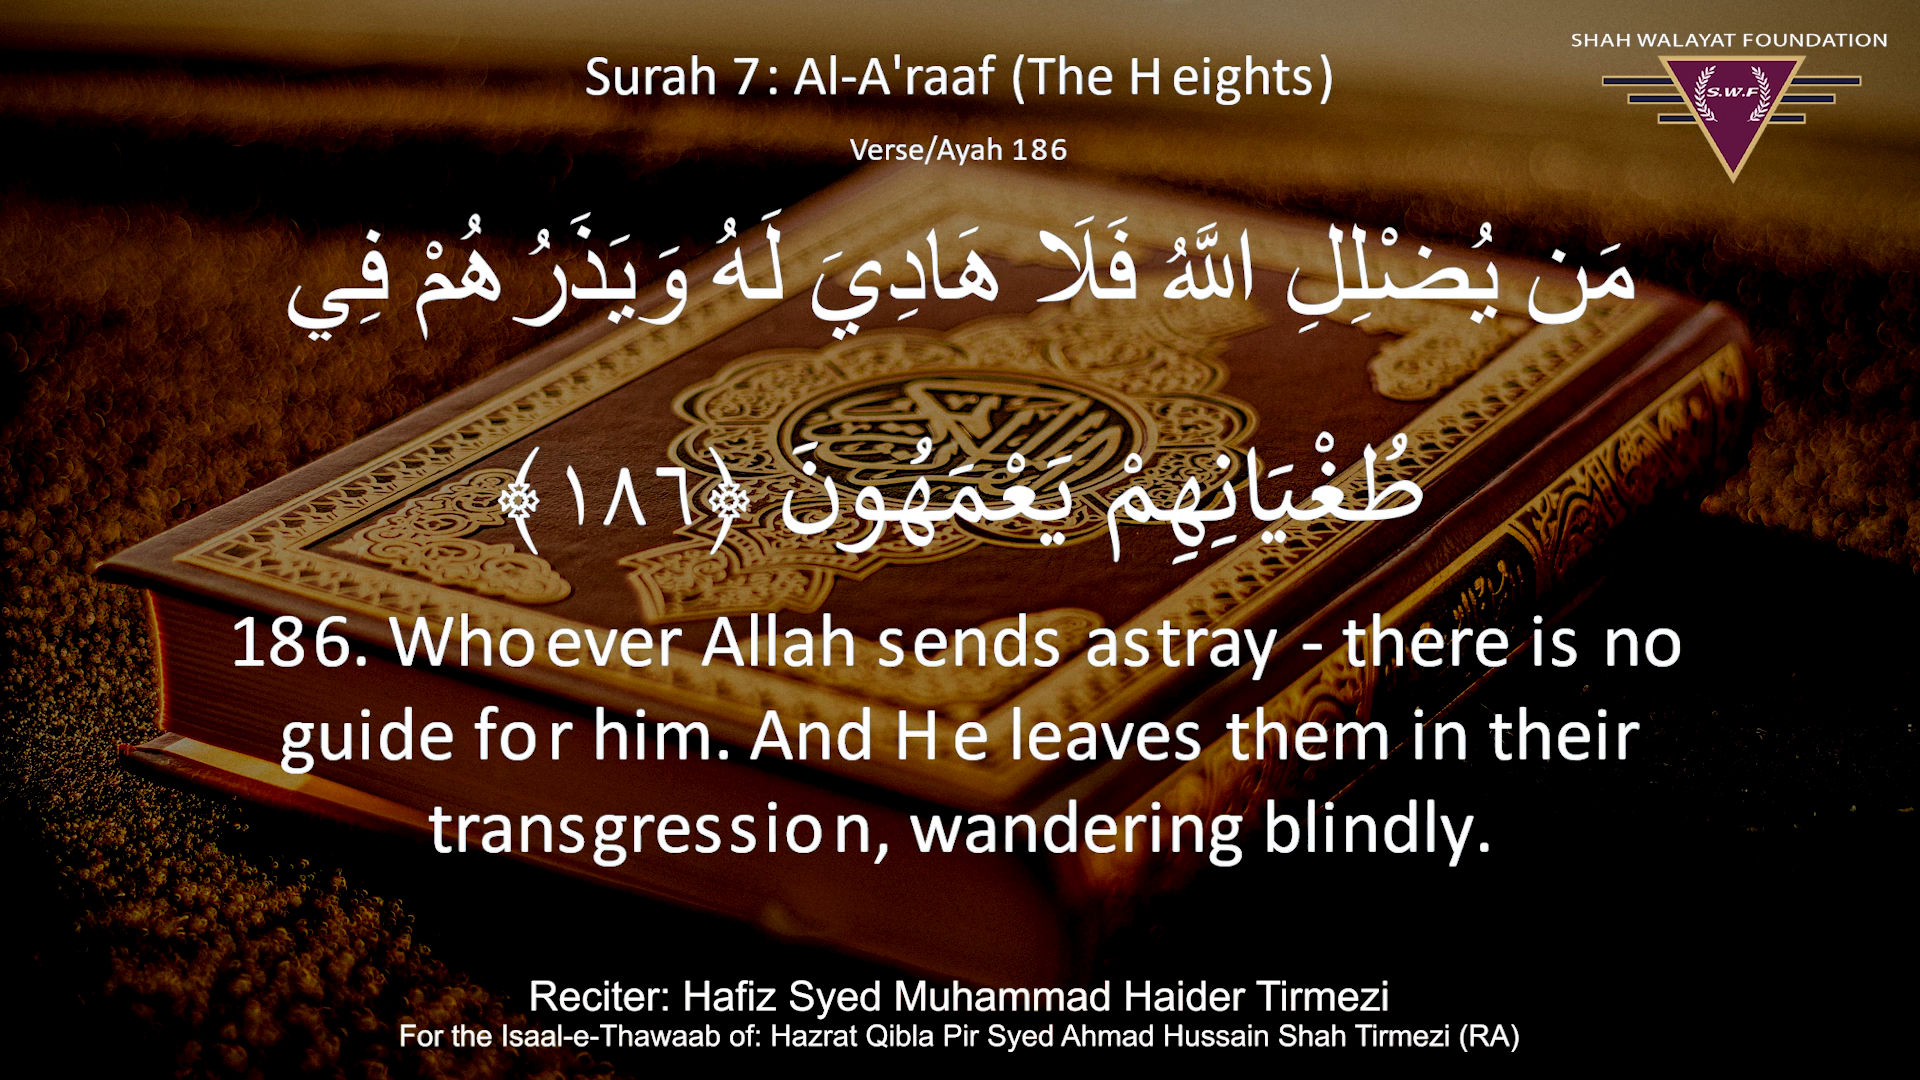 SHAH WALAYAT FOUNDATION
S.W.F
Surah 7: Al-A'raaf (The Heights)
Verse/Ayah 186
مَن يُضْلِلِ اللَّهُ فَلَا هَادِيَ لَهُ وَيَذَرُهُمْ فِي
طُغْيَانِهِمْ يَعْمَهُونَ ﴿١٨٦﴾
186. Whoever Allah sends astray - there is no
guide for him. And He leaves them in their
transgression, wandering blindly.
Reciter: Hafiz Syed Muhammad Haider Tirmezi
For the Isaal-e-Thawaab of: Hazrat Qibla Pir Syed Ahmad Hussain Shah Tirmezi (RA)